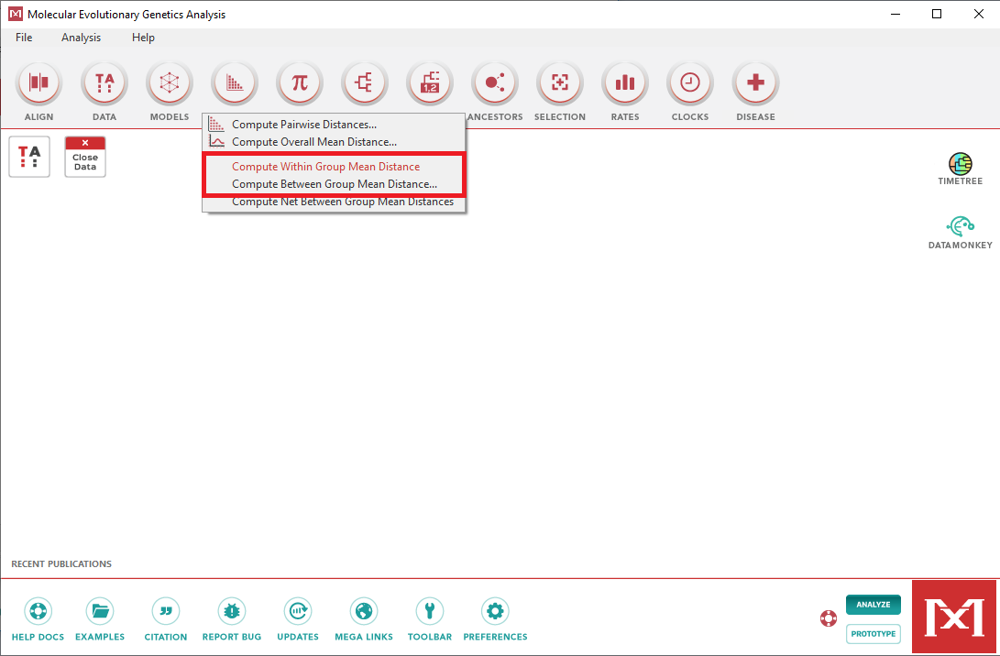 Molecular Evolutionary Genetics Analysis
File Analysis Help
TA π 1,2
ALIGN DATA MODELS ANCESTORS SELECTION RATES CLOCKS DISEASE
Compute Pairwise Distances...
Compute Overall Mean Distance...
Compute Within Group Mean Distance
Compute Between Group Mean Distance...
Compute Net Between Group Mean Distances
TA
Close
Data
TIMETREE
DATAMONKEY
RECENT PUBLICATIONS
HELP DOCS EXAMPLES CITATION REPORT BUG UPDATES MEGA LINKS TOOLBAR PREFERENCES
ANALYZE
PROTOTYPE